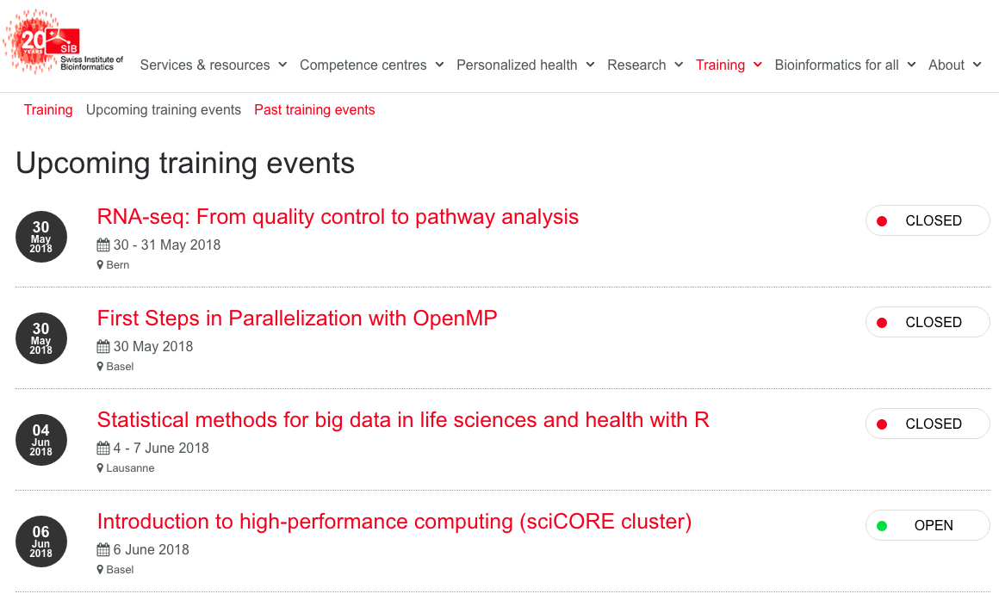 20
YEARS
SIB
Swiss Institute of
Bioinformatics
Services & resources
Competence centres
Personalized health
Research
Training
Bioinformatics for all
About
Training
Upcoming training events
Past training events
Upcoming training events
30
May
2018
RNA-seq: From quality control to pathway analysis
30 - 31 May 2018
Bern
CLOSED
30
May
2018
First Steps in Parallelization with OpenMP
30 May 2018
Basel
CLOSED
04
Jun
2018
Statistical methods for big data in life sciences and health with R
4 - 7 June 2018
Lausanne
CLOSED
06
Jun
2018
Introduction to high-performance computing (sciCORE cluster)
6 June 2018
Basel
OPEN